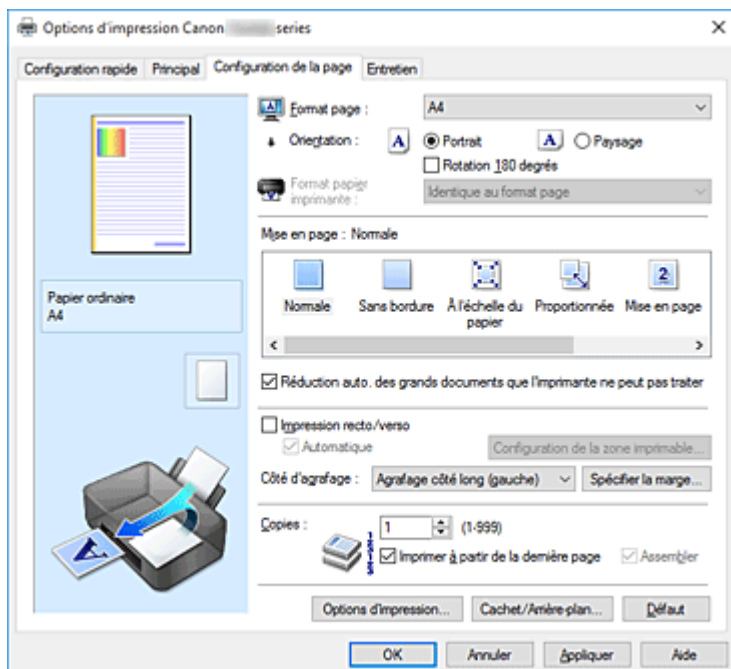 Options d'impression Canon series
Configuration rapide Principal Configuration de la page Entretien
Format page : A4
Orientation : A Portrait A Paysage
Rotation 180 degrés
Format papier imprimante : Identique au format page
Mise en page : Normale
Normale Sans bordure À l'échelle du papier Proportionnée 2 Mise en page
Papier ordinaire
A4
Réduction auto. des grands documents que l'imprimante ne peut pas traiter
Impression recto/verso
Automatique Configuration de la zone imprimable...
Côté d'agrafage : Agrafage côté long (gauche) Spécifier la marge...
Copies : 1 (1-999)
Imprimer à partir de la dernière page Assembler
A
Options d'impression... Cachet/Arrière-plan... Défaut
OK Annuler Appliquer Aide